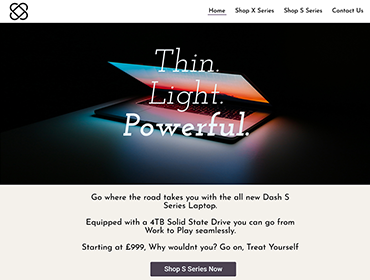 Home Shop X Series Shop S Series Contact Us
Thin.
Light.
Powerful.
Go where the road takes you with the all new Dash S
Series Laptop.
Equipped with a 4TB Solid State Drive you can go from
Work to Play seamlessly.
Starting at £999, Why wouldnt you? Go on, Treat Yourself
Shop S Series Now